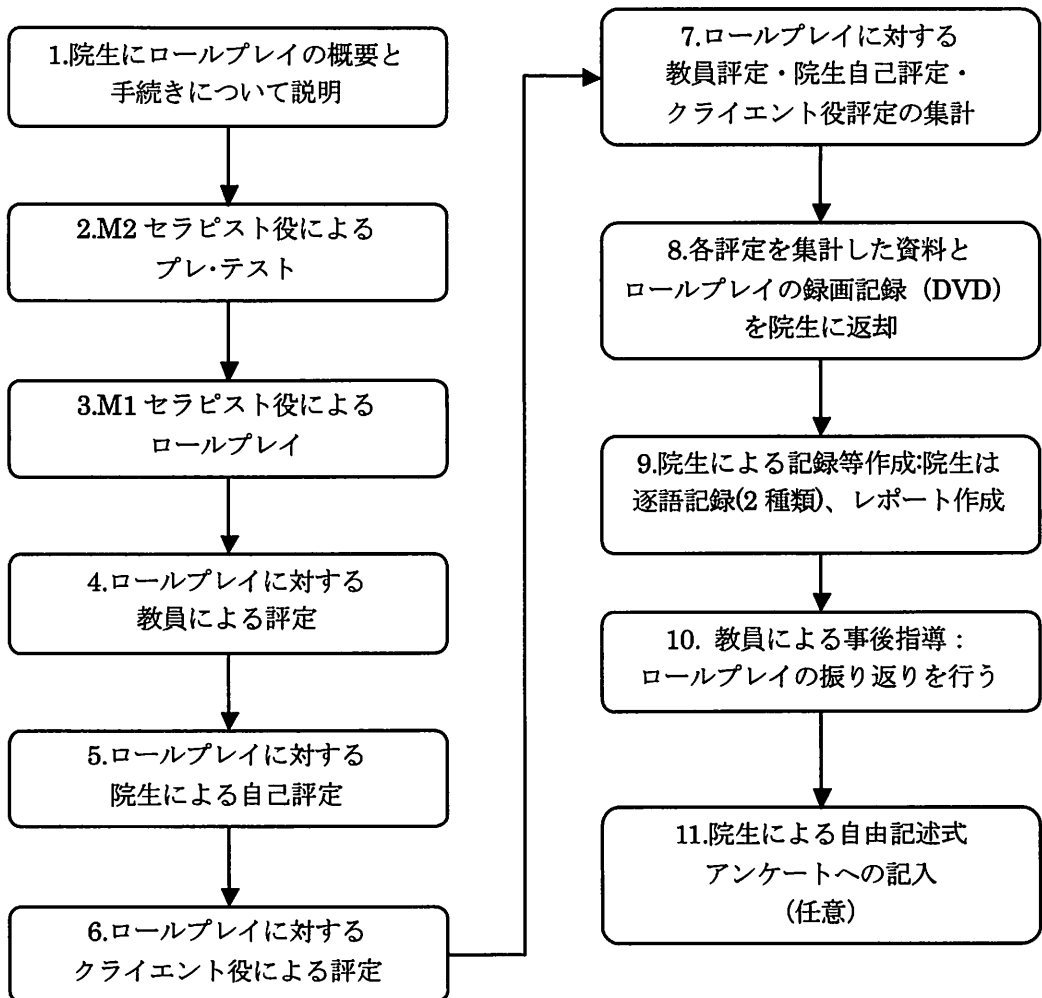 1.院生にロールプレイの概要と
手続きについて説明
2.M2 セラピスト役による
プレ・テスト
3.M1 セラピスト役による
ロールプレイ
4.ロールプレイに対する
教員による評定
5.ロールプレイに対する
院生による自己評定
6.ロールプレイに対する
クライエント役による評定
7.ロールプレイに対する
教員評定・院生自己評定・
クライエント役評定の集計
8.各評定を集計した資料と
ロールプレイの録画記録（DVD）
を院生に返却
9.院生による記録等作成:院生は
逐語記録(2 種類)、レポート作成
10. 教員による事後指導：
ロールプレイの振り返りを行う
11.院生による自由記述式
アンケートへの記入
(任意)